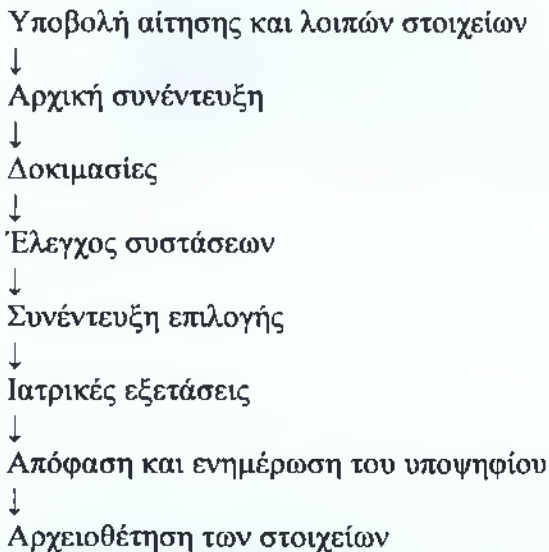 Υποβολή αίτησης και λοιπών στοιχείων
↓
Αρχική συνέντευξη
↓
Δοκιμασίες
↓
Έλεγχος συστάσεων
↓
Συνέντευξη επιλογής
↓
Ιατρικές εξετάσεις
↓
Απόφαση και ενημέρωση του υποψηφίου
↓
Αρχειοθέτηση των στοιχείων